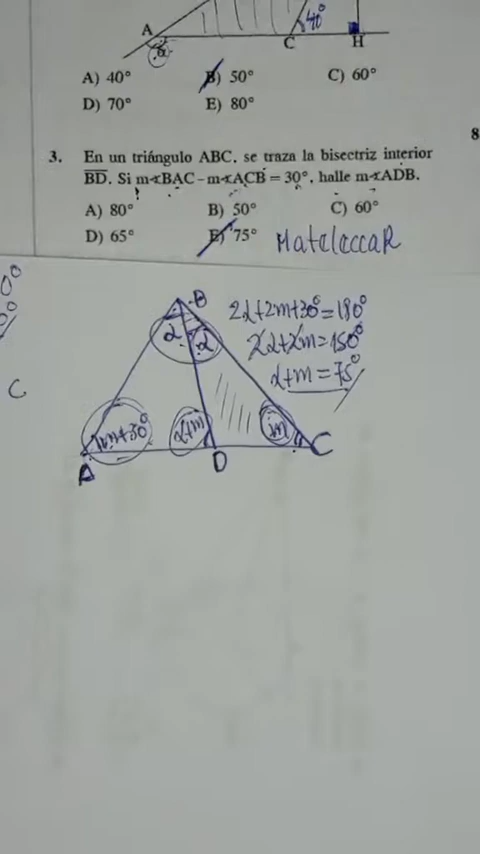 A
α
40°
C
H
A) 40°
B) 50°
C) 60°
D) 70°
E) 80°
8
3. En un triángulo ABC, se traza la bisectriz interior
BD. Si m∢BAC – m∢ACB = 30°, halle m∢ADB.
A) 80°
B) 50°
C) 60°
D) 65°
E) 75°
MateleccaR
0°
0°
C
B
2α+2m+30°=180°
2α+2m=150°
α+m=75°
α
α
m+30°
α+m
m
A
D
C